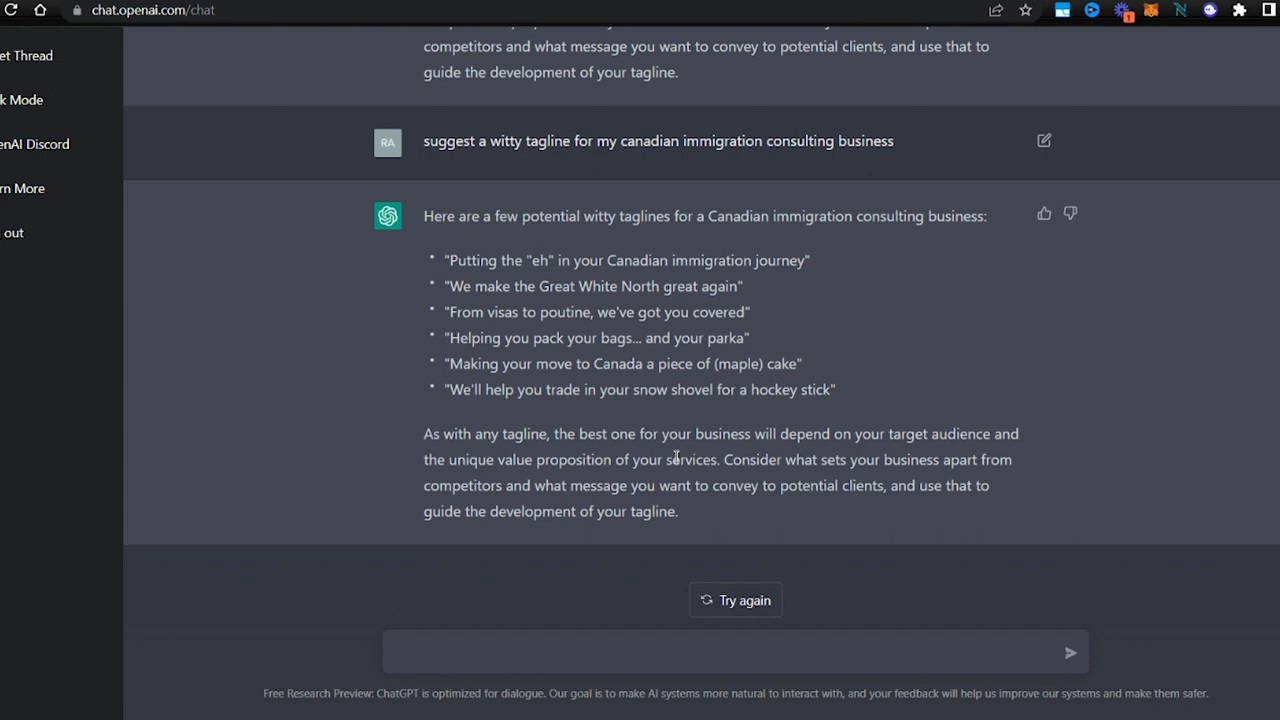 chat.openai.com/chat
1
et Thread
k Mode
enAI Discord
rn More
out
competitors and what message you want to convey to potential clients, and use that to
guide the development of your tagline.
RA
suggest a witty tagline for my canadian immigration consulting business
Here are a few potential witty taglines for a Canadian immigration consulting business:
• "Putting the "eh" in your Canadian immigration journey"
• "We make the Great White North great again"
• "From visas to poutine, we've got you covered"
• "Helping you pack your bags... and your parka"
• "Making your move to Canada a piece of (maple) cake"
• "We'll help you trade in your snow shovel for a hockey stick"
As with any tagline, the best one for your business will depend on your target audience and
the unique value proposition of your services. Consider what sets your business apart from
competitors and what message you want to convey to potential clients, and use that to
guide the development of your tagline.
Try again
Free Research Preview: ChatGPT is optimized for dialogue. Our goal is to make AI systems more natural to interact with, and your feedback will help us improve our systems and make them safer.